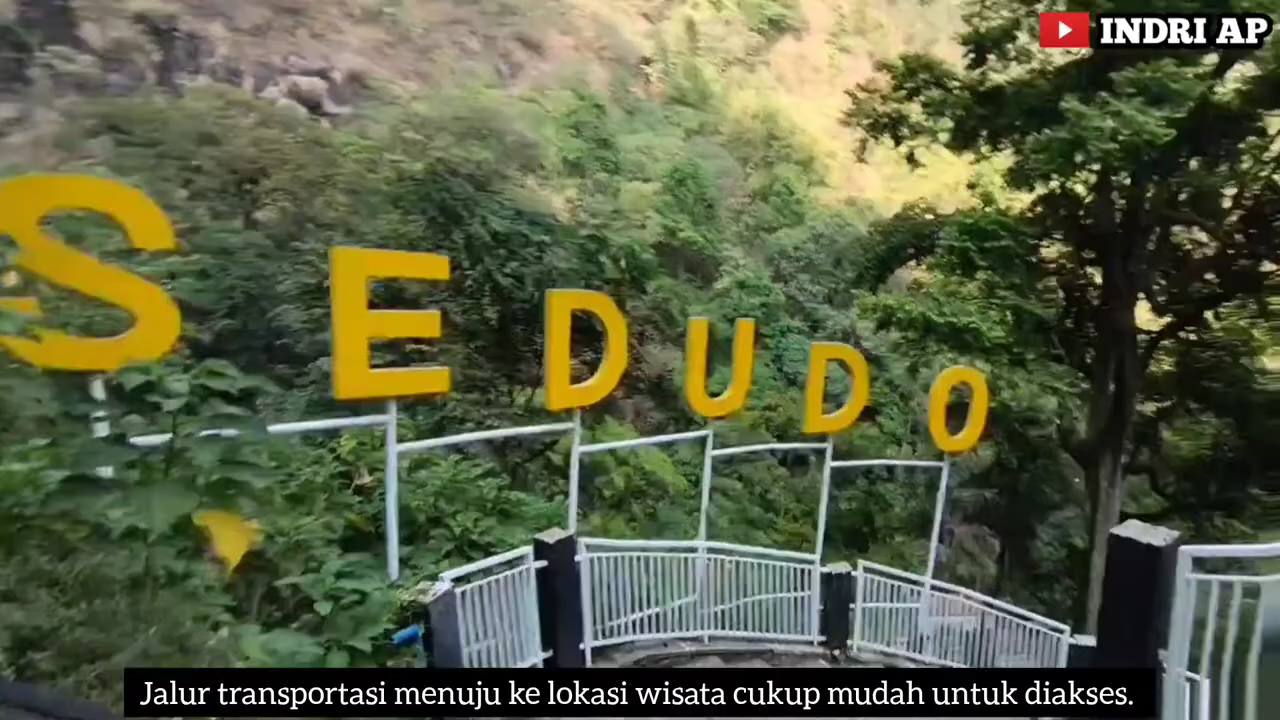 INDRI AP
SEDUDO
Jalur transportasi menuju ke lokasi wisata cukup mudah untuk diakses.